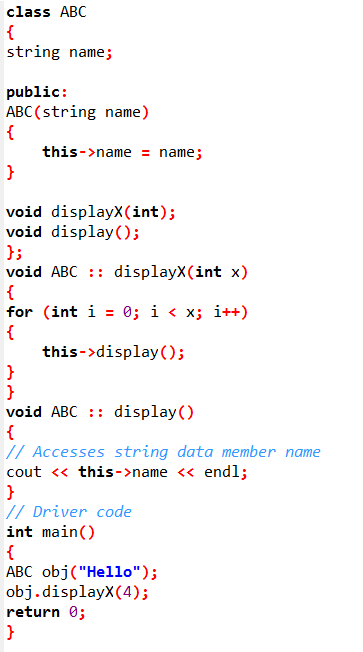 class ABC
{
string name;

public:
ABC(string name)
{
    this->name = name;
}

void displayX(int);
void display();
};
void ABC :: displayX(int x)
{
for (int i = 0; i < x; i++)
{
    this->display();
}
}
void ABC :: display()
{
// Accesses string data member name
cout << this->name << endl;
}
// Driver code
int main()
{
ABC obj("Hello");
obj.displayX(4);
return 0;
}